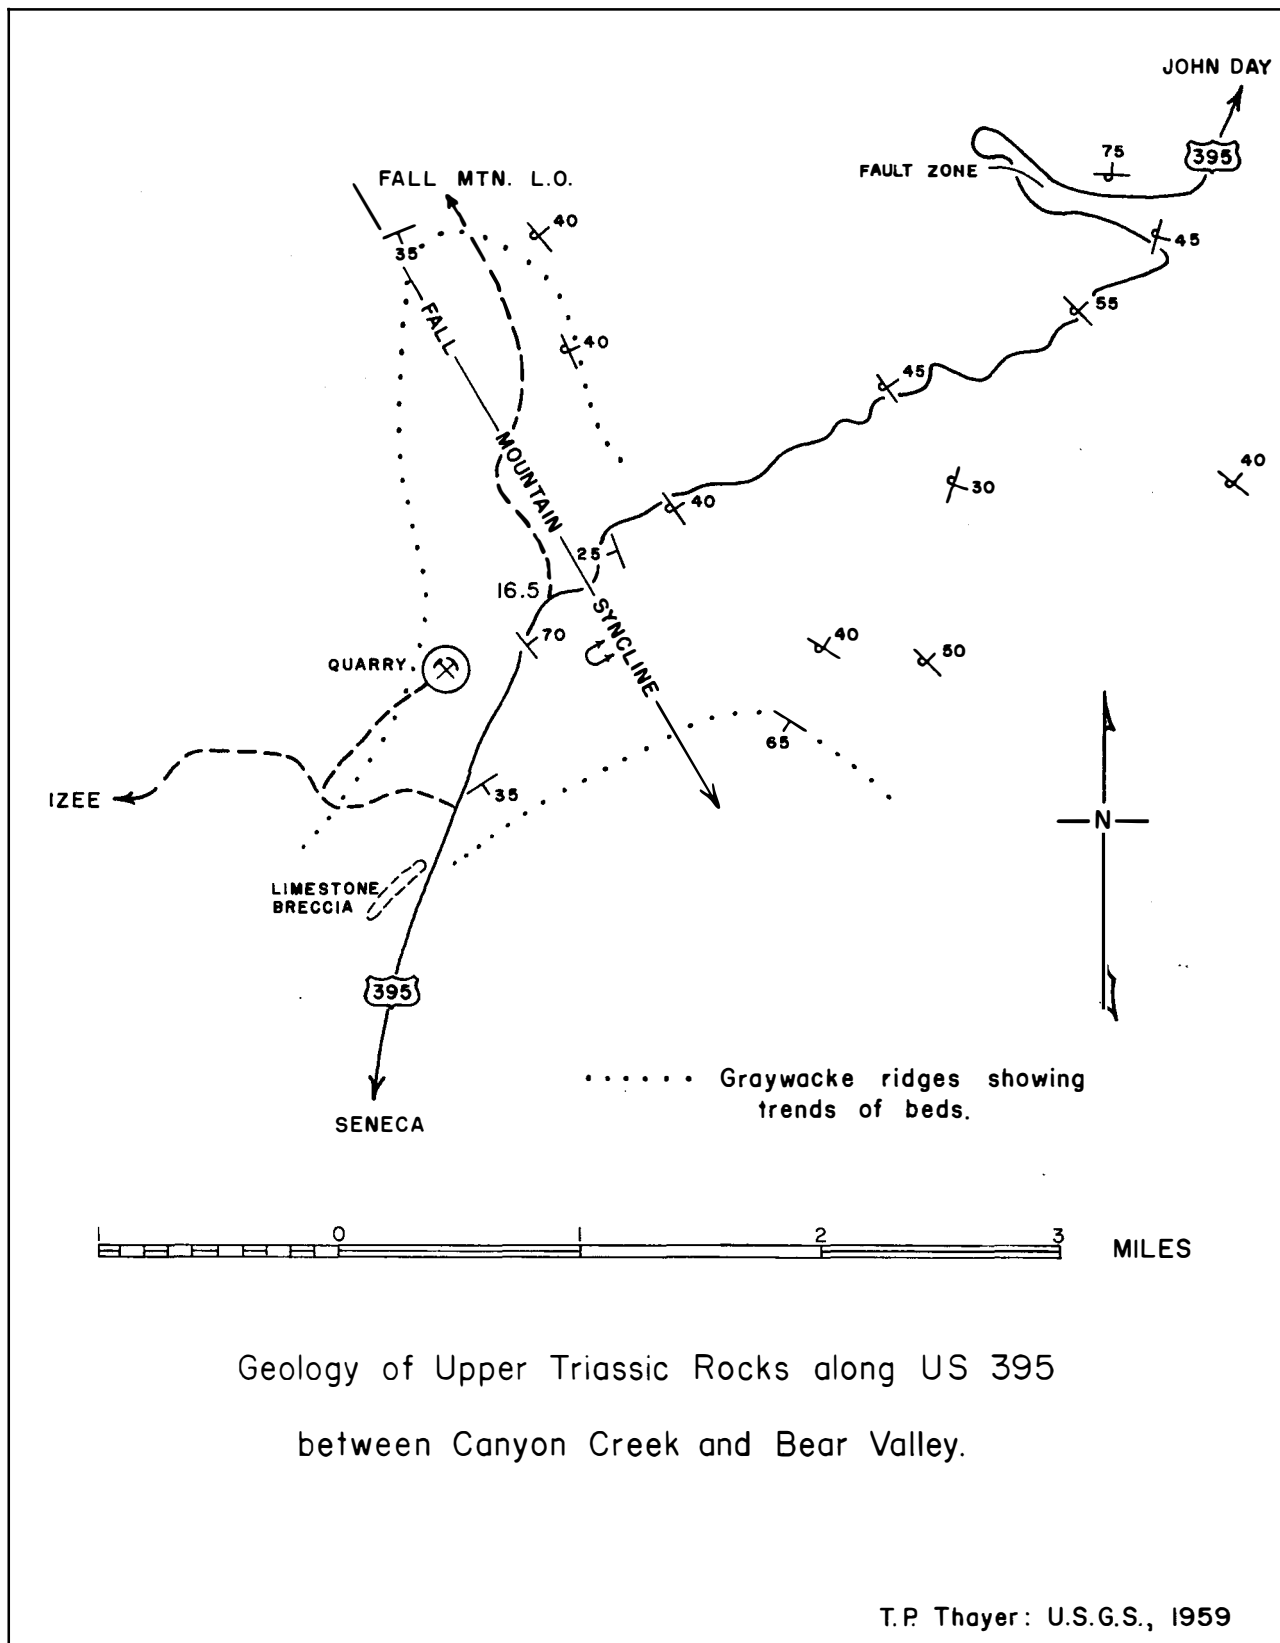 JOHN DAY
395
75
FAULT ZONE
FALL MTN. L.O.
40
35
45
FALL
55
40
45
MOUNTAIN
40
30
40
25
16.5
SYNCLINE
70
40
50
QUARRY
65
IZEE
35
N
LIMESTONE
BRECCIA
395
SENECA
...... Graywacke ridges showing
trends of beds.
1 0 1 2 3 MILES
Geology of Upper Triassic Rocks along US 395
between Canyon Creek and Bear Valley.
T.P. Thayer: U.S.G.S., 1959